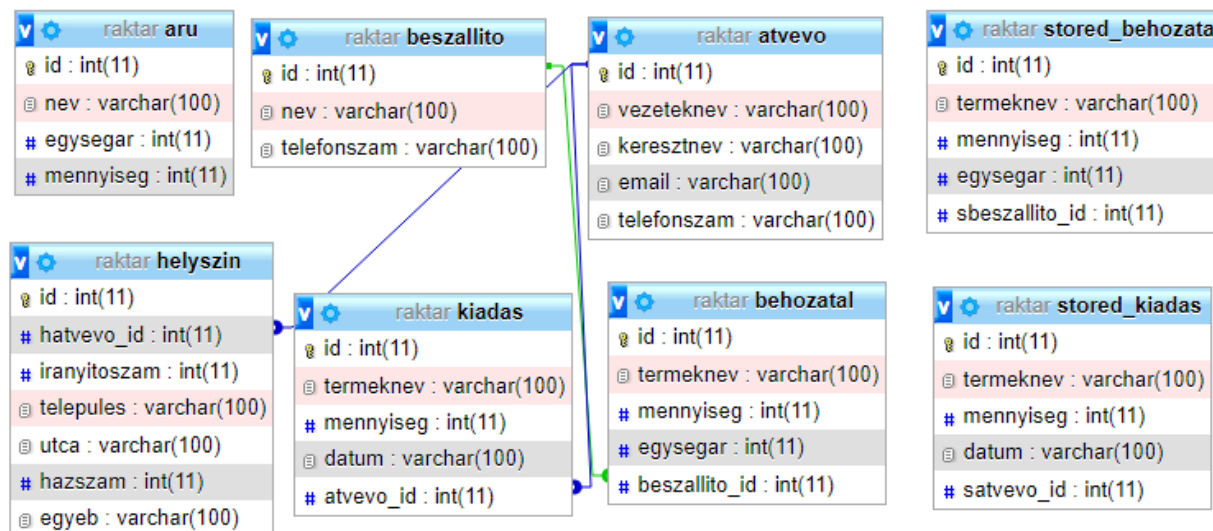 raktar aru
id : int(11)
nev : varchar(100)
egysegar : int(11)
mennyiseg : int(11)
raktar beszallito
id : int(11)
nev : varchar(100)
telefonszam : varchar(100)
raktar atvevo
id : int(11)
vezeteknev : varchar(100)
keresztnev : varchar(100)
email : varchar(100)
telefonszam : varchar(100)
raktar stored_behozata
id : int(11)
termeknev : varchar(100)
mennyiseg : int(11)
egysegar : int(11)
sbeszallito_id : int(11)
raktar helyszin
id : int(11)
hatvevo_id : int(11)
iranyitoszam : int(11)
telepules : varchar(100)
utca : varchar(100)
hazszam : int(11)
egyeb : varchar(100)
raktar kiadas
id : int(11)
termeknev : varchar(100)
mennyiseg : int(11)
datum : varchar(100)
atvevo_id : int(11)
raktar behozatal
id : int(11)
termeknev : varchar(100)
mennyiseg : int(11)
egysegar : int(11)
beszallito_id : int(11)
raktar stored_kiadas
id : int(11)
termeknev : varchar(100)
mennyiseg : int(11)
datum : varchar(100)
satvevo_id : int(11)